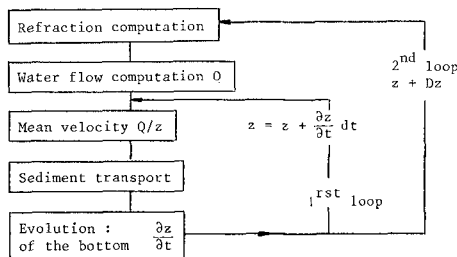 Refraction computation
Water flow computation Q
Mean velocity Q/z
Sediment transport
Evolution :
of the bottom ∂z/∂t
z = z + ∂z/∂t dt
1rst loop
2nd loop
z + Dz